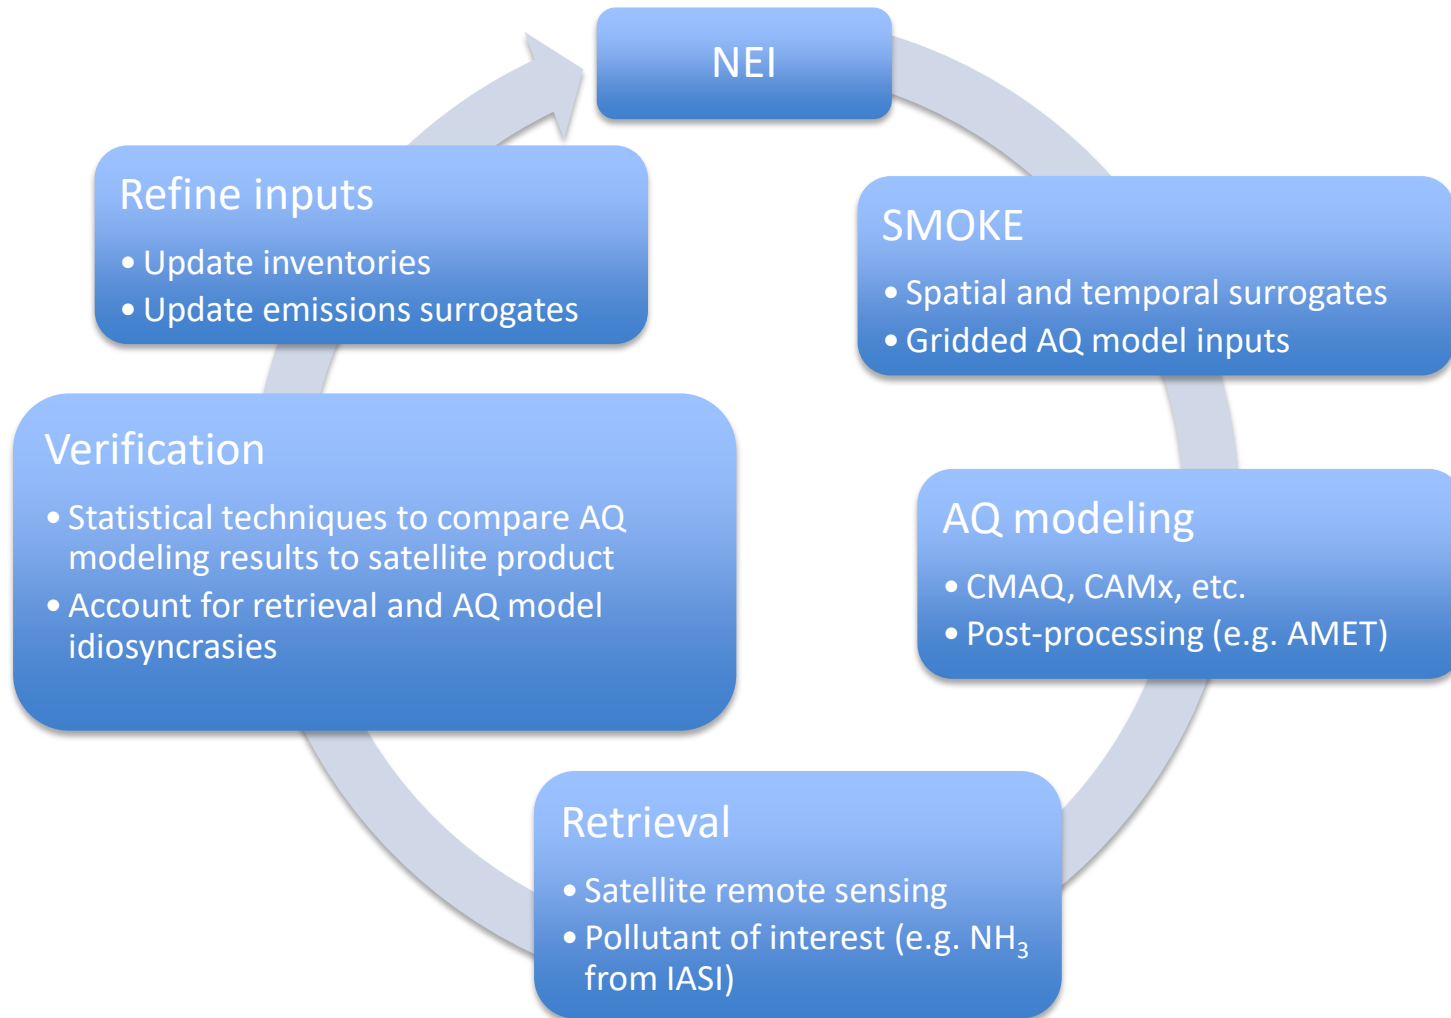 NEI
SMOKE
• Spatial and temporal surrogates
• Gridded AQ model inputs
AQ modeling
• CMAQ, CAMx, etc.
• Post-processing (e.g. AMET)
Retrieval
• Satellite remote sensing
• Pollutant of interest (e.g. NH₃
from IASI)
Verification
• Statistical techniques to compare AQ
modeling results to satellite product
• Account for retrieval and AQ model
idiosyncrasies
Refine inputs
• Update inventories
• Update emissions surrogates